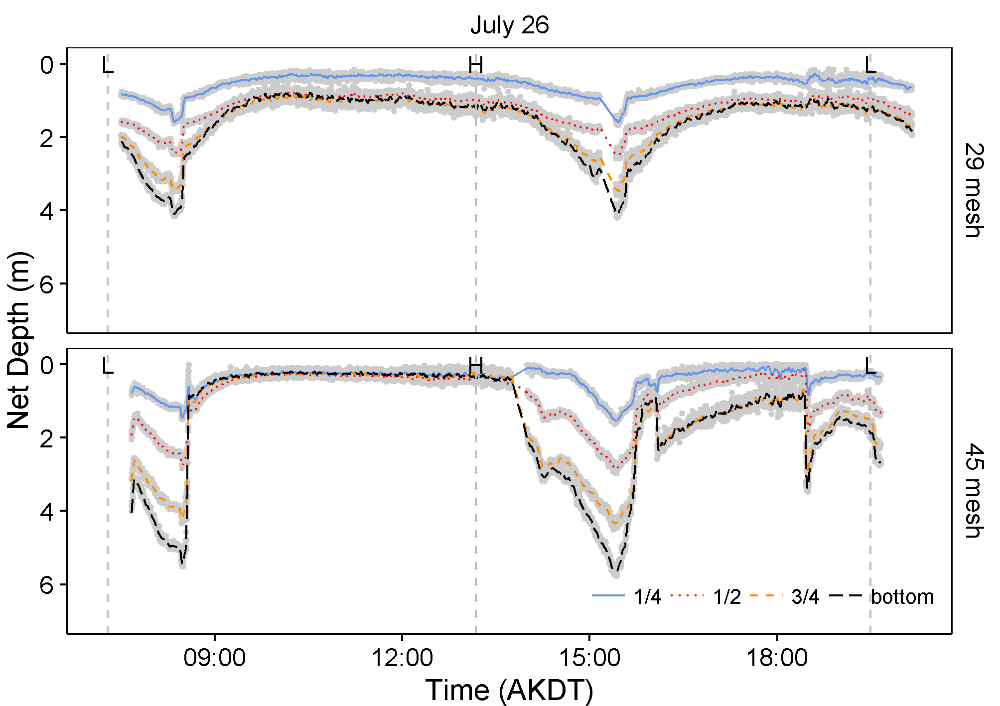 July 26
L H L
0
2
4
6
29 mesh
Net Depth (m)
L H L
0
2
4
6
45 mesh
1/4 1/2 3/4 bottom
09:00 12:00 15:00 18:00
Time (AKDT)